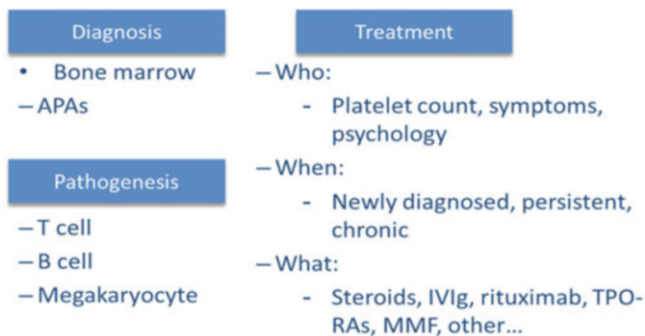 Diagnosis
• Bone marrow
– APAs
Pathogenesis
– T cell
– B cell
– Megakaryocyte
Treatment
– Who:
- Platelet count, symptoms,
psychology
– When:
- Newly diagnosed, persistent,
chronic
– What:
- Steroids, IVIg, rituximab, TPO-
RAs, MMF, other...